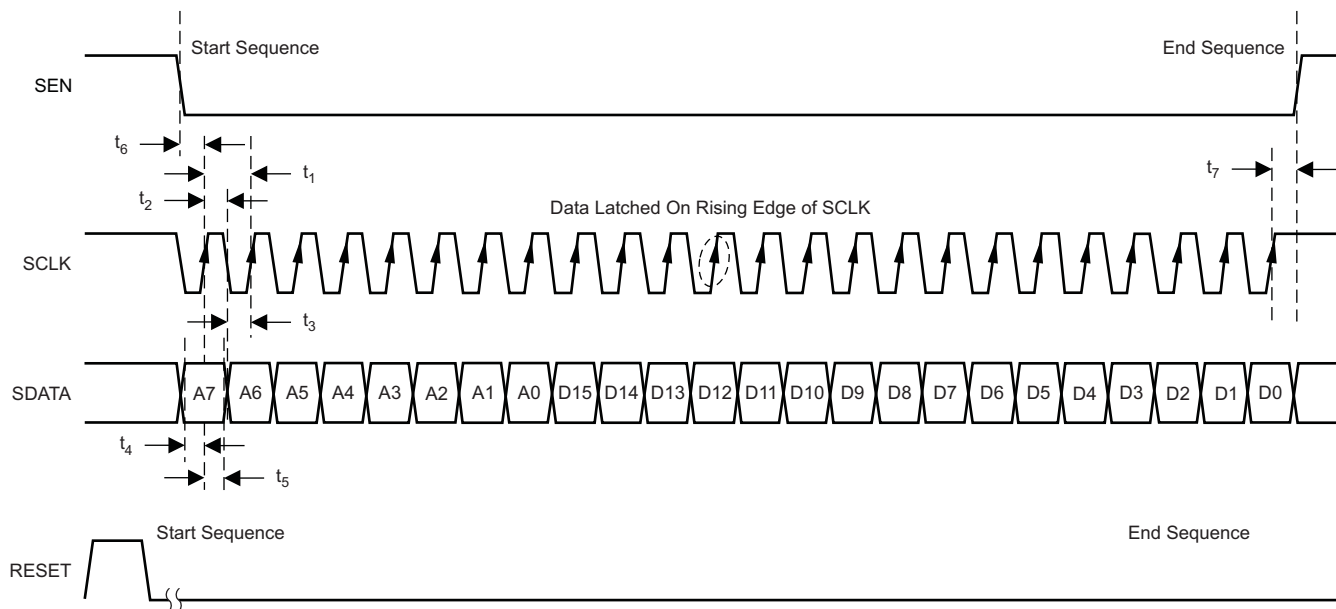 Start Sequence
End Sequence
SEN
t6
t1
t7
t2
Data Latched On Rising Edge of SCLK
SCLK
t3
SDATA
A7 A6 A5 A4 A3 A2 A1 A0 D15 D14 D13 D12 D11 D10 D9 D8 D7 D6 D5 D4 D3 D2 D1 D0
t4
t5
Start Sequence
End Sequence
RESET